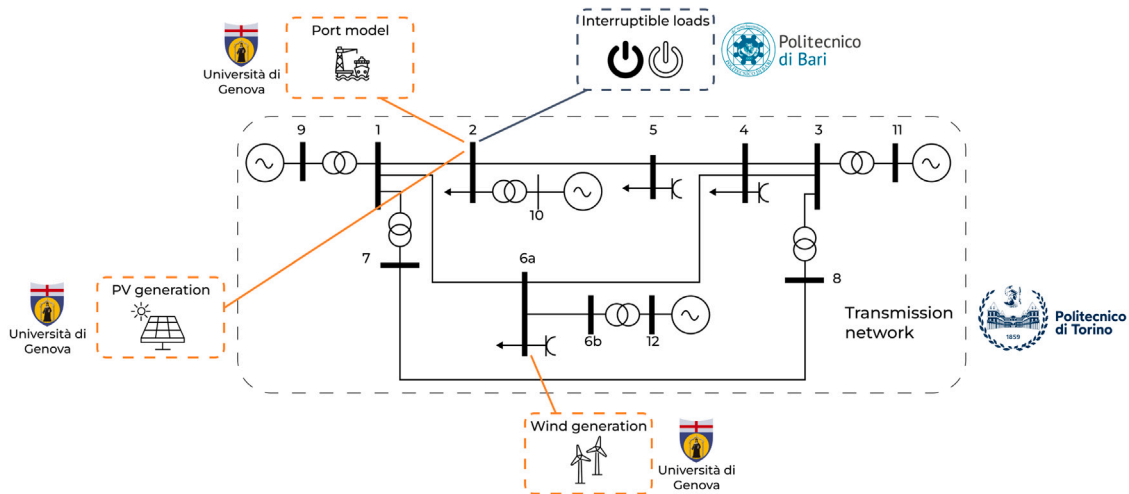 Port model
Università di
Genova
Interruptible loads
Politecnico
di Bari
9
1
2
5
4
3
11
10
7
6a
8
6b
12
PV generation
Università di
Genova
Transmission
network
1859
Politecnico
di Torino
Wind generation
Università di
Genova